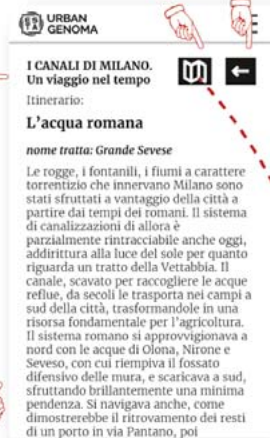 URBAN
GENOMA
I CANALI DI MILANO.
Un viaggio nel tempo
Itinerario:
L'acqua romana
nome tratta: Grande Sevese
Le rogge, i fontanili, i fiumi a carattere
torrentizio che innervano Milano sono
stati sfruttati a vantaggio della città a
partire dai tempi dei romani. Il sistema
di canalizzazioni di allora è
parzialmente rintracciabile anche oggi,
addirittura alla luce del sole per quanto
riguarda un tratto della Vettabbia. Il
canale, scavato per raccogliere le acque
reflue, da secoli le trasporta nei campi a
sud della città, trasformandole in una
risorsa fondamentale per l'agricoltura.
Il sistema romano si approvvigionava a
nord con le acque di Olona, Nirone e
Seveso, con cui riempiva il fossato
difensivo delle mura, e scaricava a sud,
sfruttando brillantemente una minima
pendenza. Si navigava anche, come
dimostrerebbe il ritrovamento dei resti
di un porto in via Pantano, poi